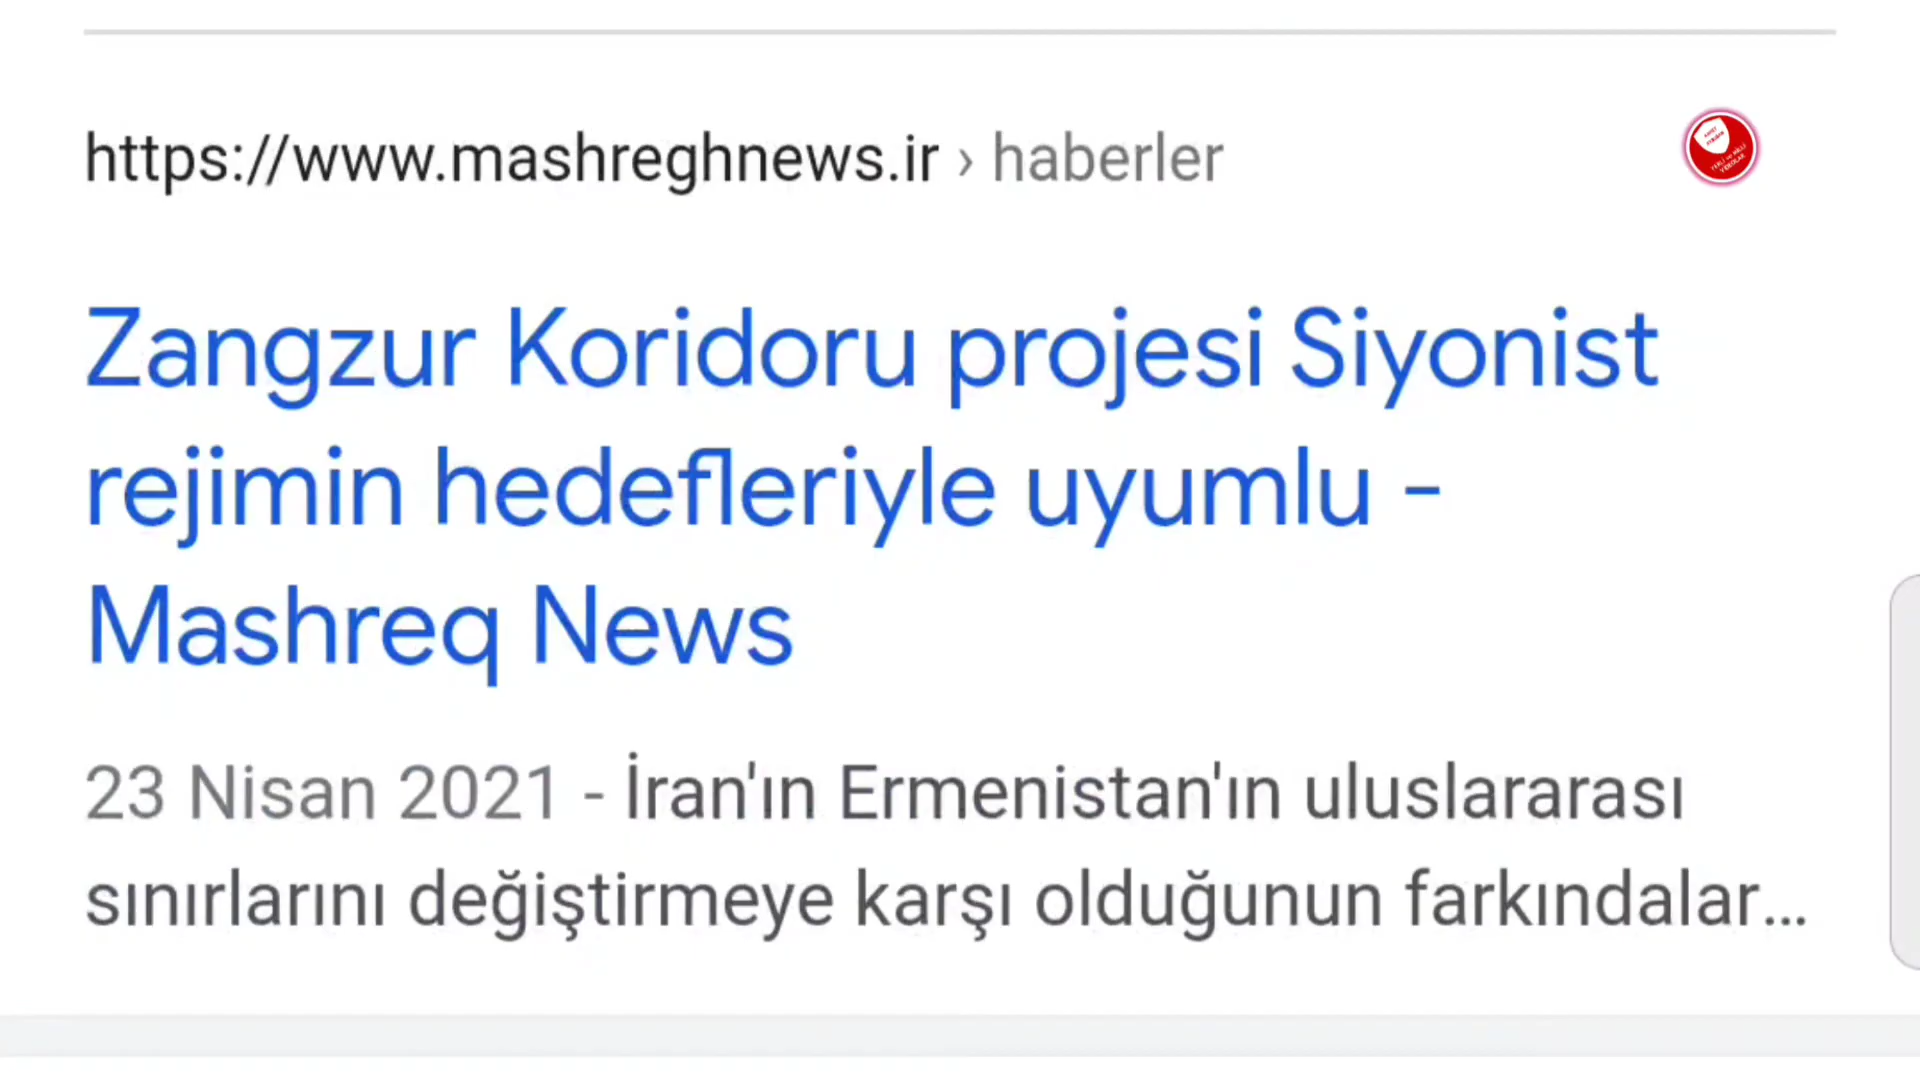 https://www.mashreghnews.ir › haberler
Zangzur Koridoru projesi Siyonist
rejimin hedefleriyle uyumlu -
Mashreq News
23 Nisan 2021 - İran'ın Ermenistan'ın uluslararası
sınırlarını değiştirmeye karşı olduğunun farkındalar...